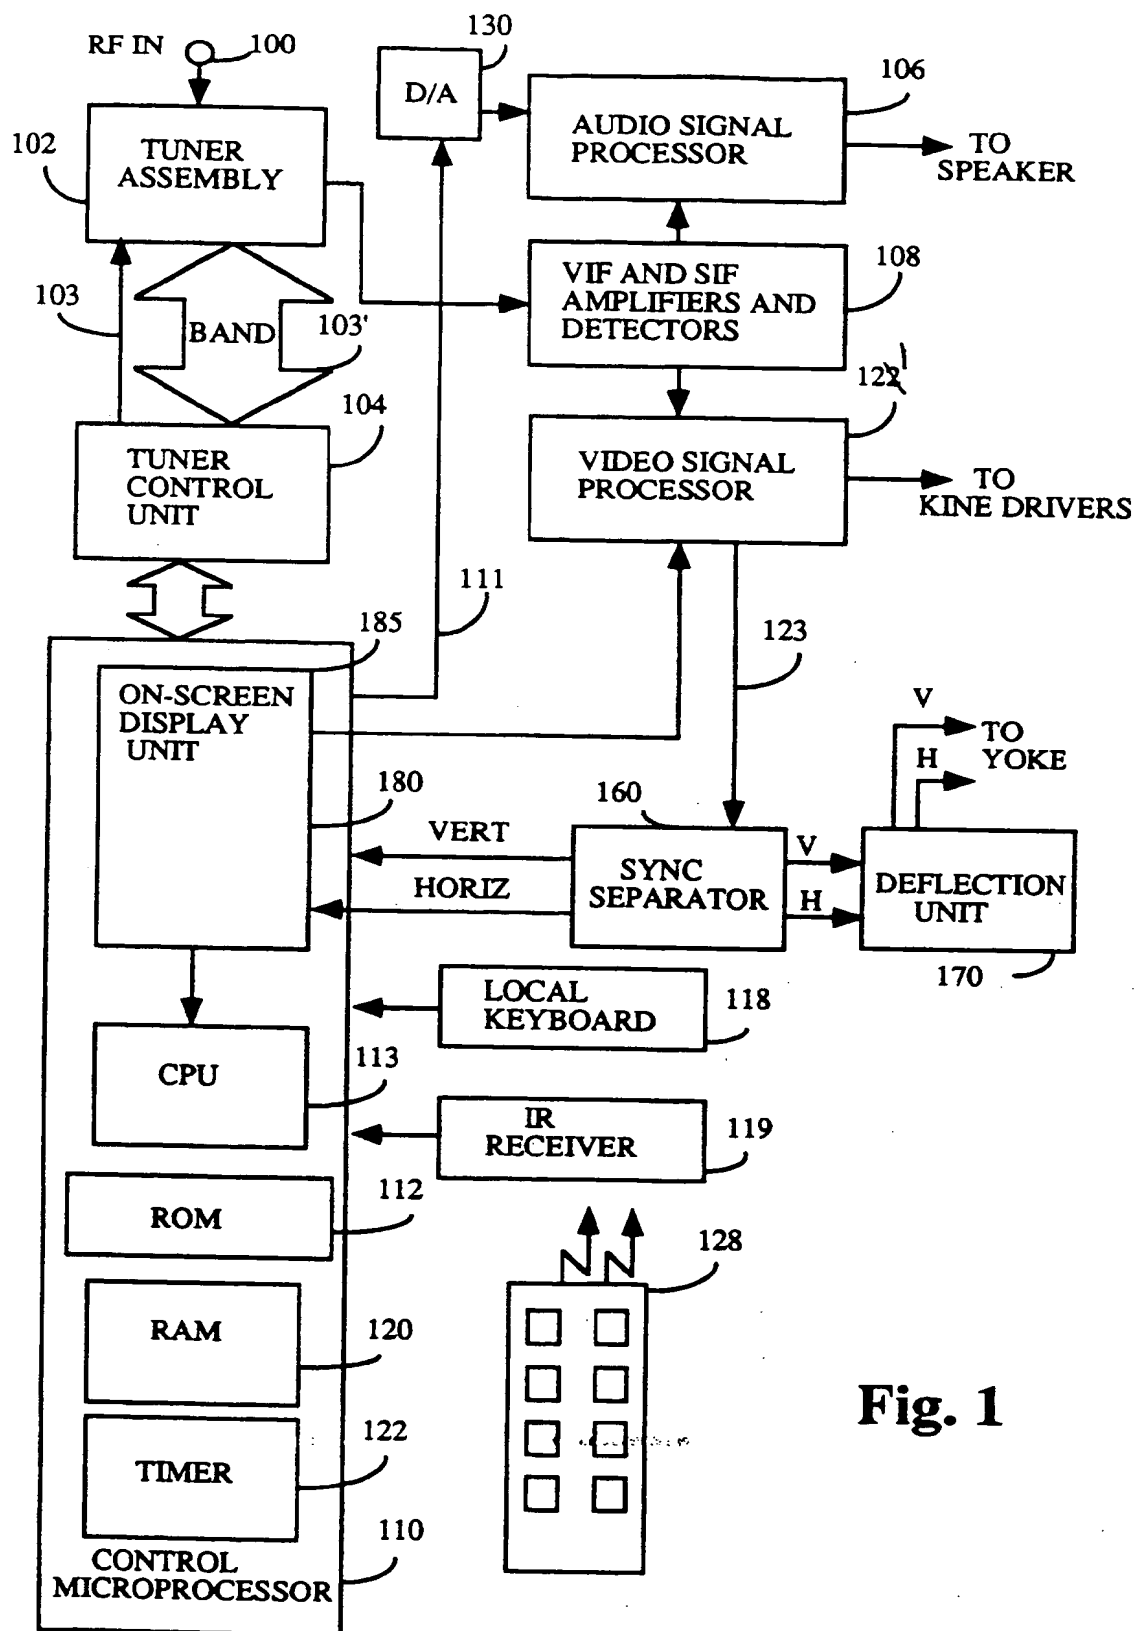 RF IN
100
130
D/A
106
AUDIO SIGNAL
PROCESSOR
TO
SPEAKER
102
TUNER
ASSEMBLY
103
BAND
103'
VIF AND SIF
AMPLIFIERS AND
DETECTORS
108
122'
104
TUNER
CONTROL
UNIT
VIDEO SIGNAL
PROCESSOR
TO
KINE DRIVERS
111
123
185
ON-SCREEN
DISPLAY
UNIT
180
V
H
TO
YOKE
160
VERT
HORIZ
SYNC
SEPARATOR
V
H
DEFLECTION
UNIT
170
LOCAL
KEYBOARD
118
CPU
113
IR
RECEIVER
119
ROM
112
128
RAM
120
TIMER
122
CONTROL
MICROPROCESSOR
110
Fig. 1